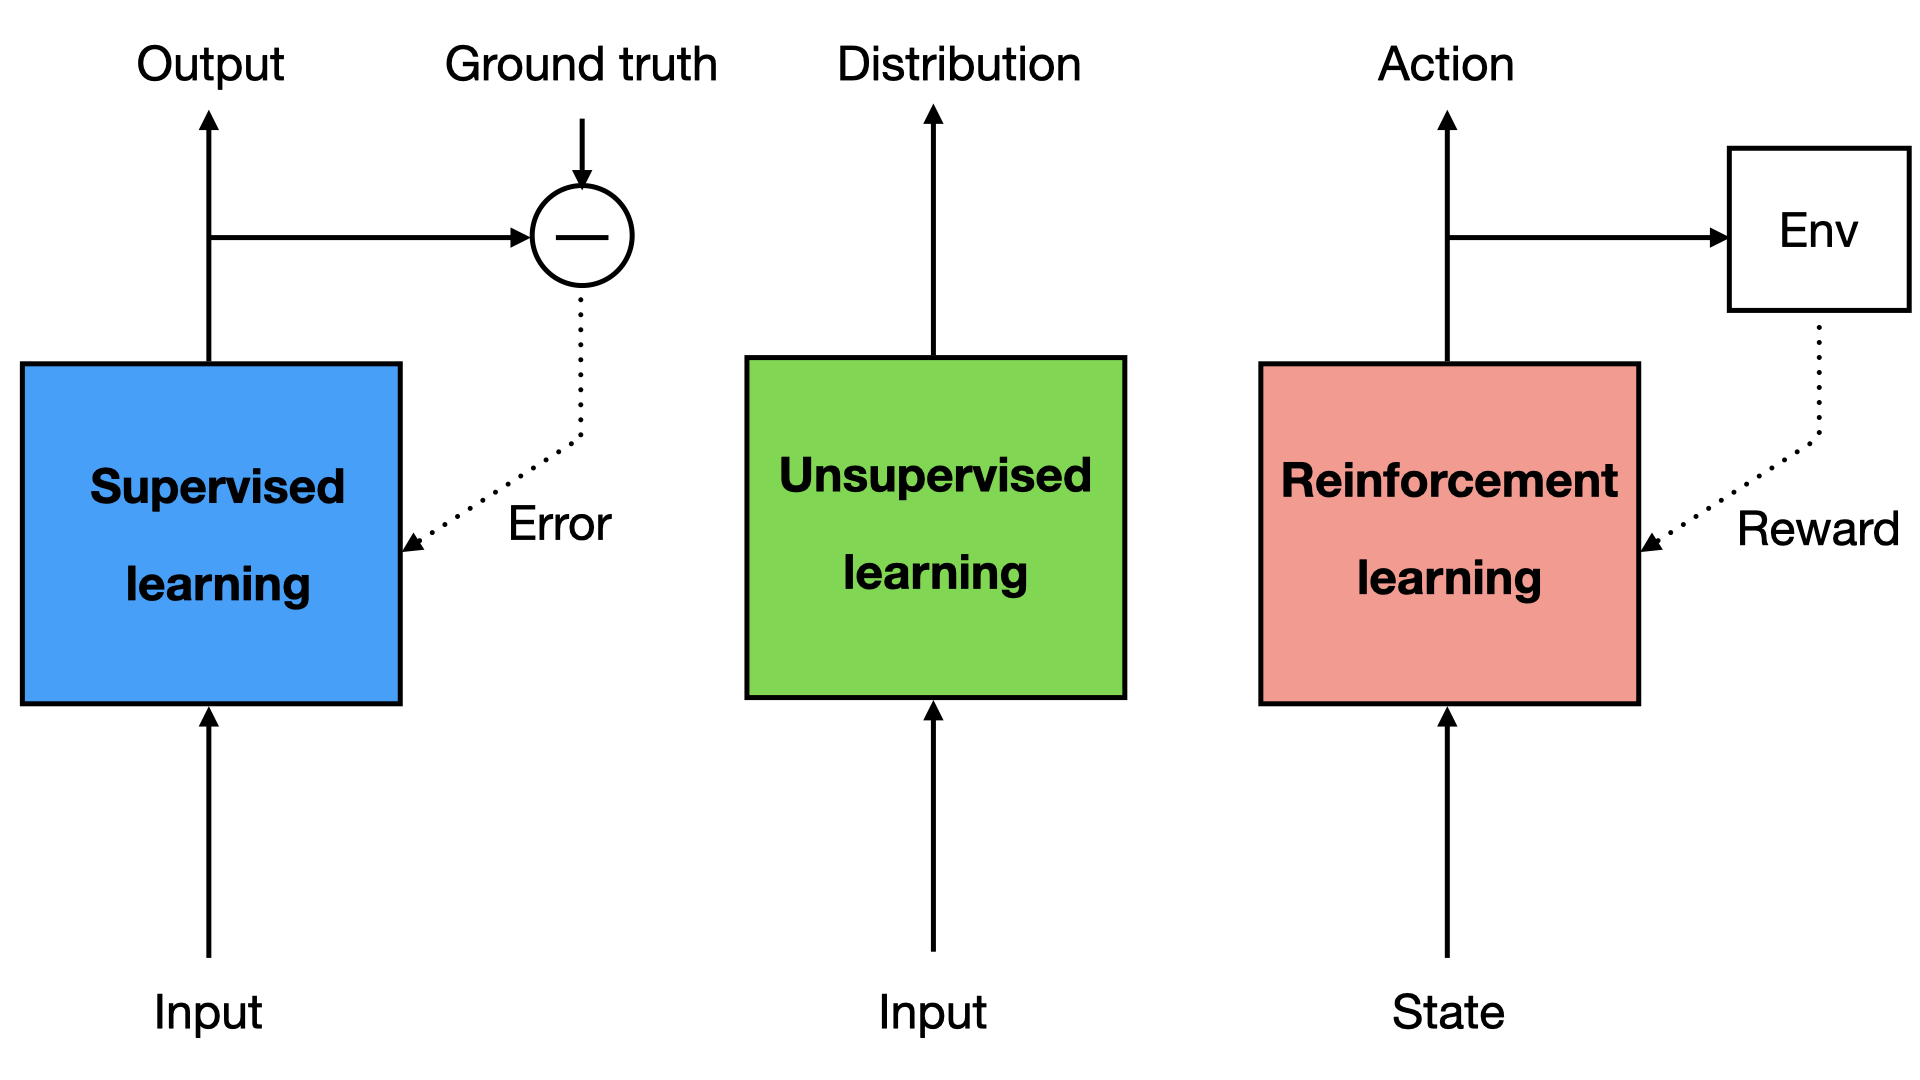 Output
Ground truth
Distribution
Action
Env
Supervised
learning
Error
Unsupervised
learning
Reinforcement
learning
Reward
Input
Input
State